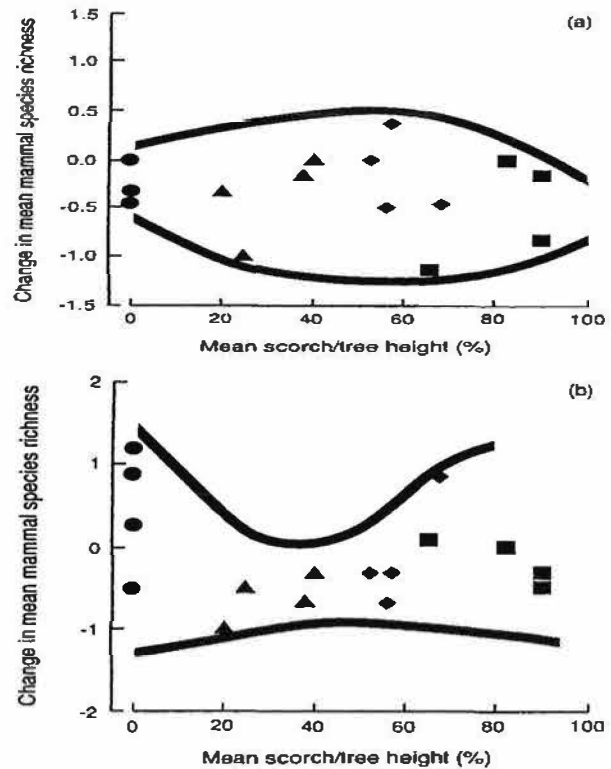 (a)
Change in mean mammal species richness
1.5
1.0
0.5
0.0
-0.5
-1.0
-1.5
0 20 40 60 80 100
Mean scorch/tree height (%)
(b)
Change in mean mammal species richness
2
1
0
-1
-2
0 20 40 60 80 100
Mean scorch/tree height (%)